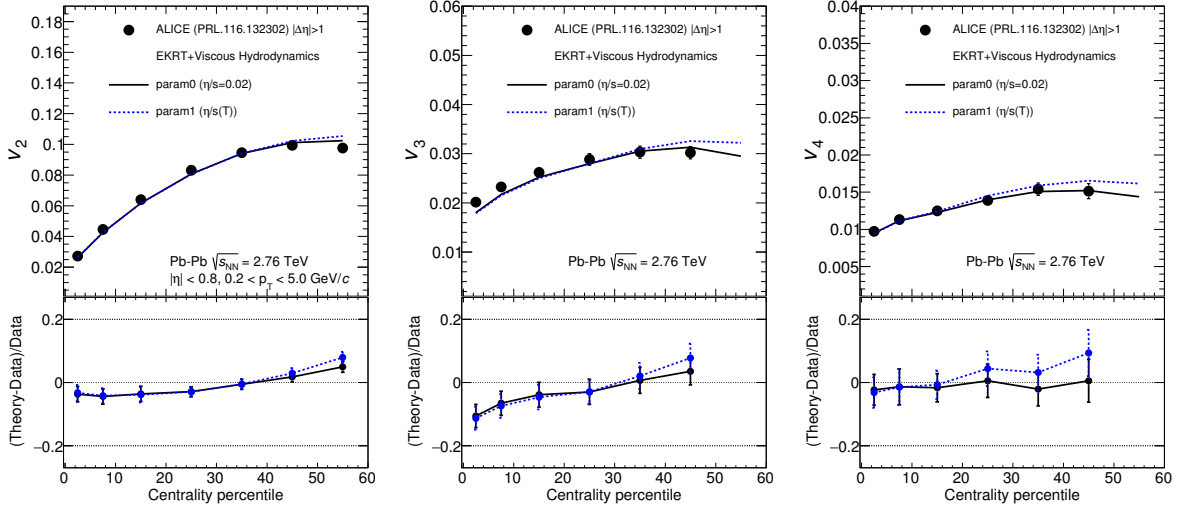 0.18
0.16
0.14
0.12
0.1
0.08
0.06
0.04
0.02
v2
ALICE (PRL.116.132302) |Δη|>1
EKRT+Viscous Hydrodynamics
param0 (η/s=0.02)
param1 (η/s(T))
Pb-Pb √sNN = 2.76 TeV
|η| < 0.8, 0.2 < pT < 5.0 GeV/c
0.2
0
−0.2
(Theory-Data)/Data
0 10 20 30 40 50 60
Centrality percentile
0.06
0.05
0.04
0.03
0.02
0.01
v3
ALICE (PRL.116.132302) |Δη|>1
EKRT+Viscous Hydrodynamics
param0 (η/s=0.02)
param1 (η/s(T))
Pb-Pb √sNN = 2.76 TeV
0.2
0
−0.2
(Theory-Data)/Data
0 10 20 30 40 50 60
Centrality percentile
0.04
0.035
0.03
0.025
0.02
0.015
0.01
0.005
v4
ALICE (PRL.116.132302) |Δη|>1
EKRT+Viscous Hydrodynamics
param0 (η/s=0.02)
param1 (η/s(T))
Pb-Pb √sNN = 2.76 TeV
0.2
0
−0.2
(Theory-Data)/Data
0 10 20 30 40 50 60
Centrality percentile